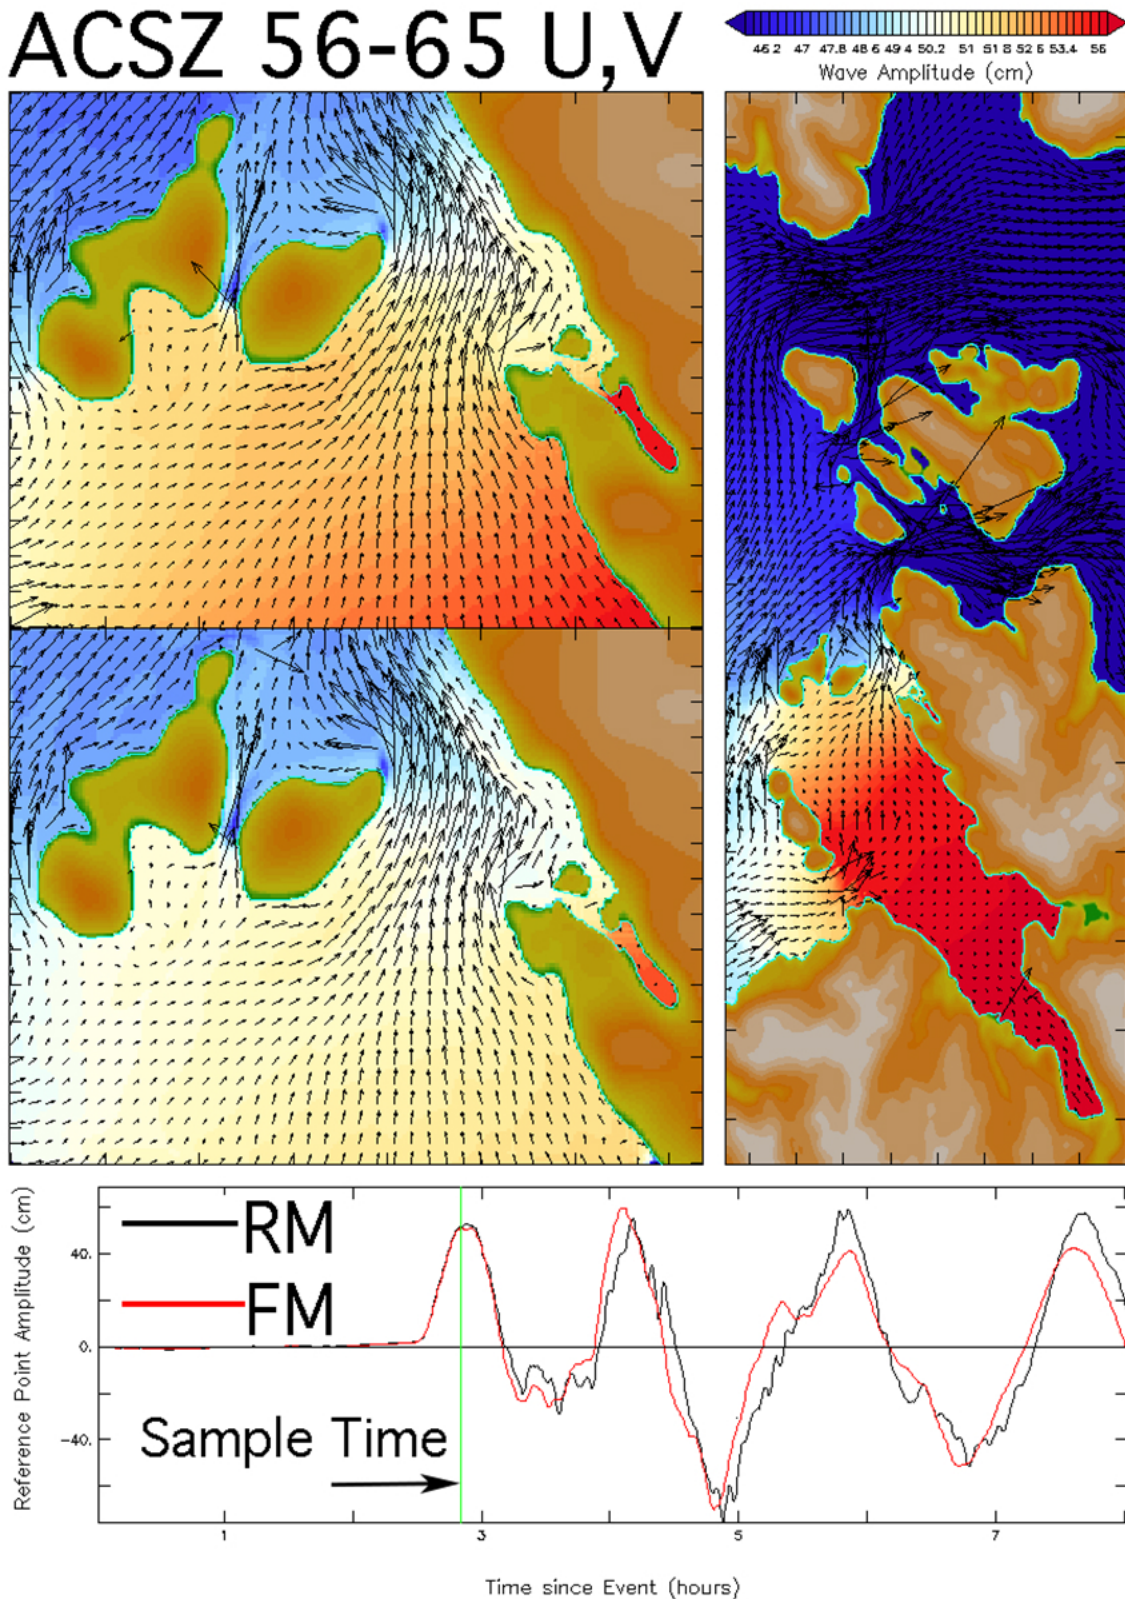 ACSZ 56-65 U,V
46.2 47 47.8 48.6 49.4 50.2 51 51.8 52.6 53.4 56
Wave Amplitude (cm)
RM
FM
Sample Time
Reference Point Amplitude (cm)
40.
0.
-40.
1 3 5 7
Time since Event (hours)